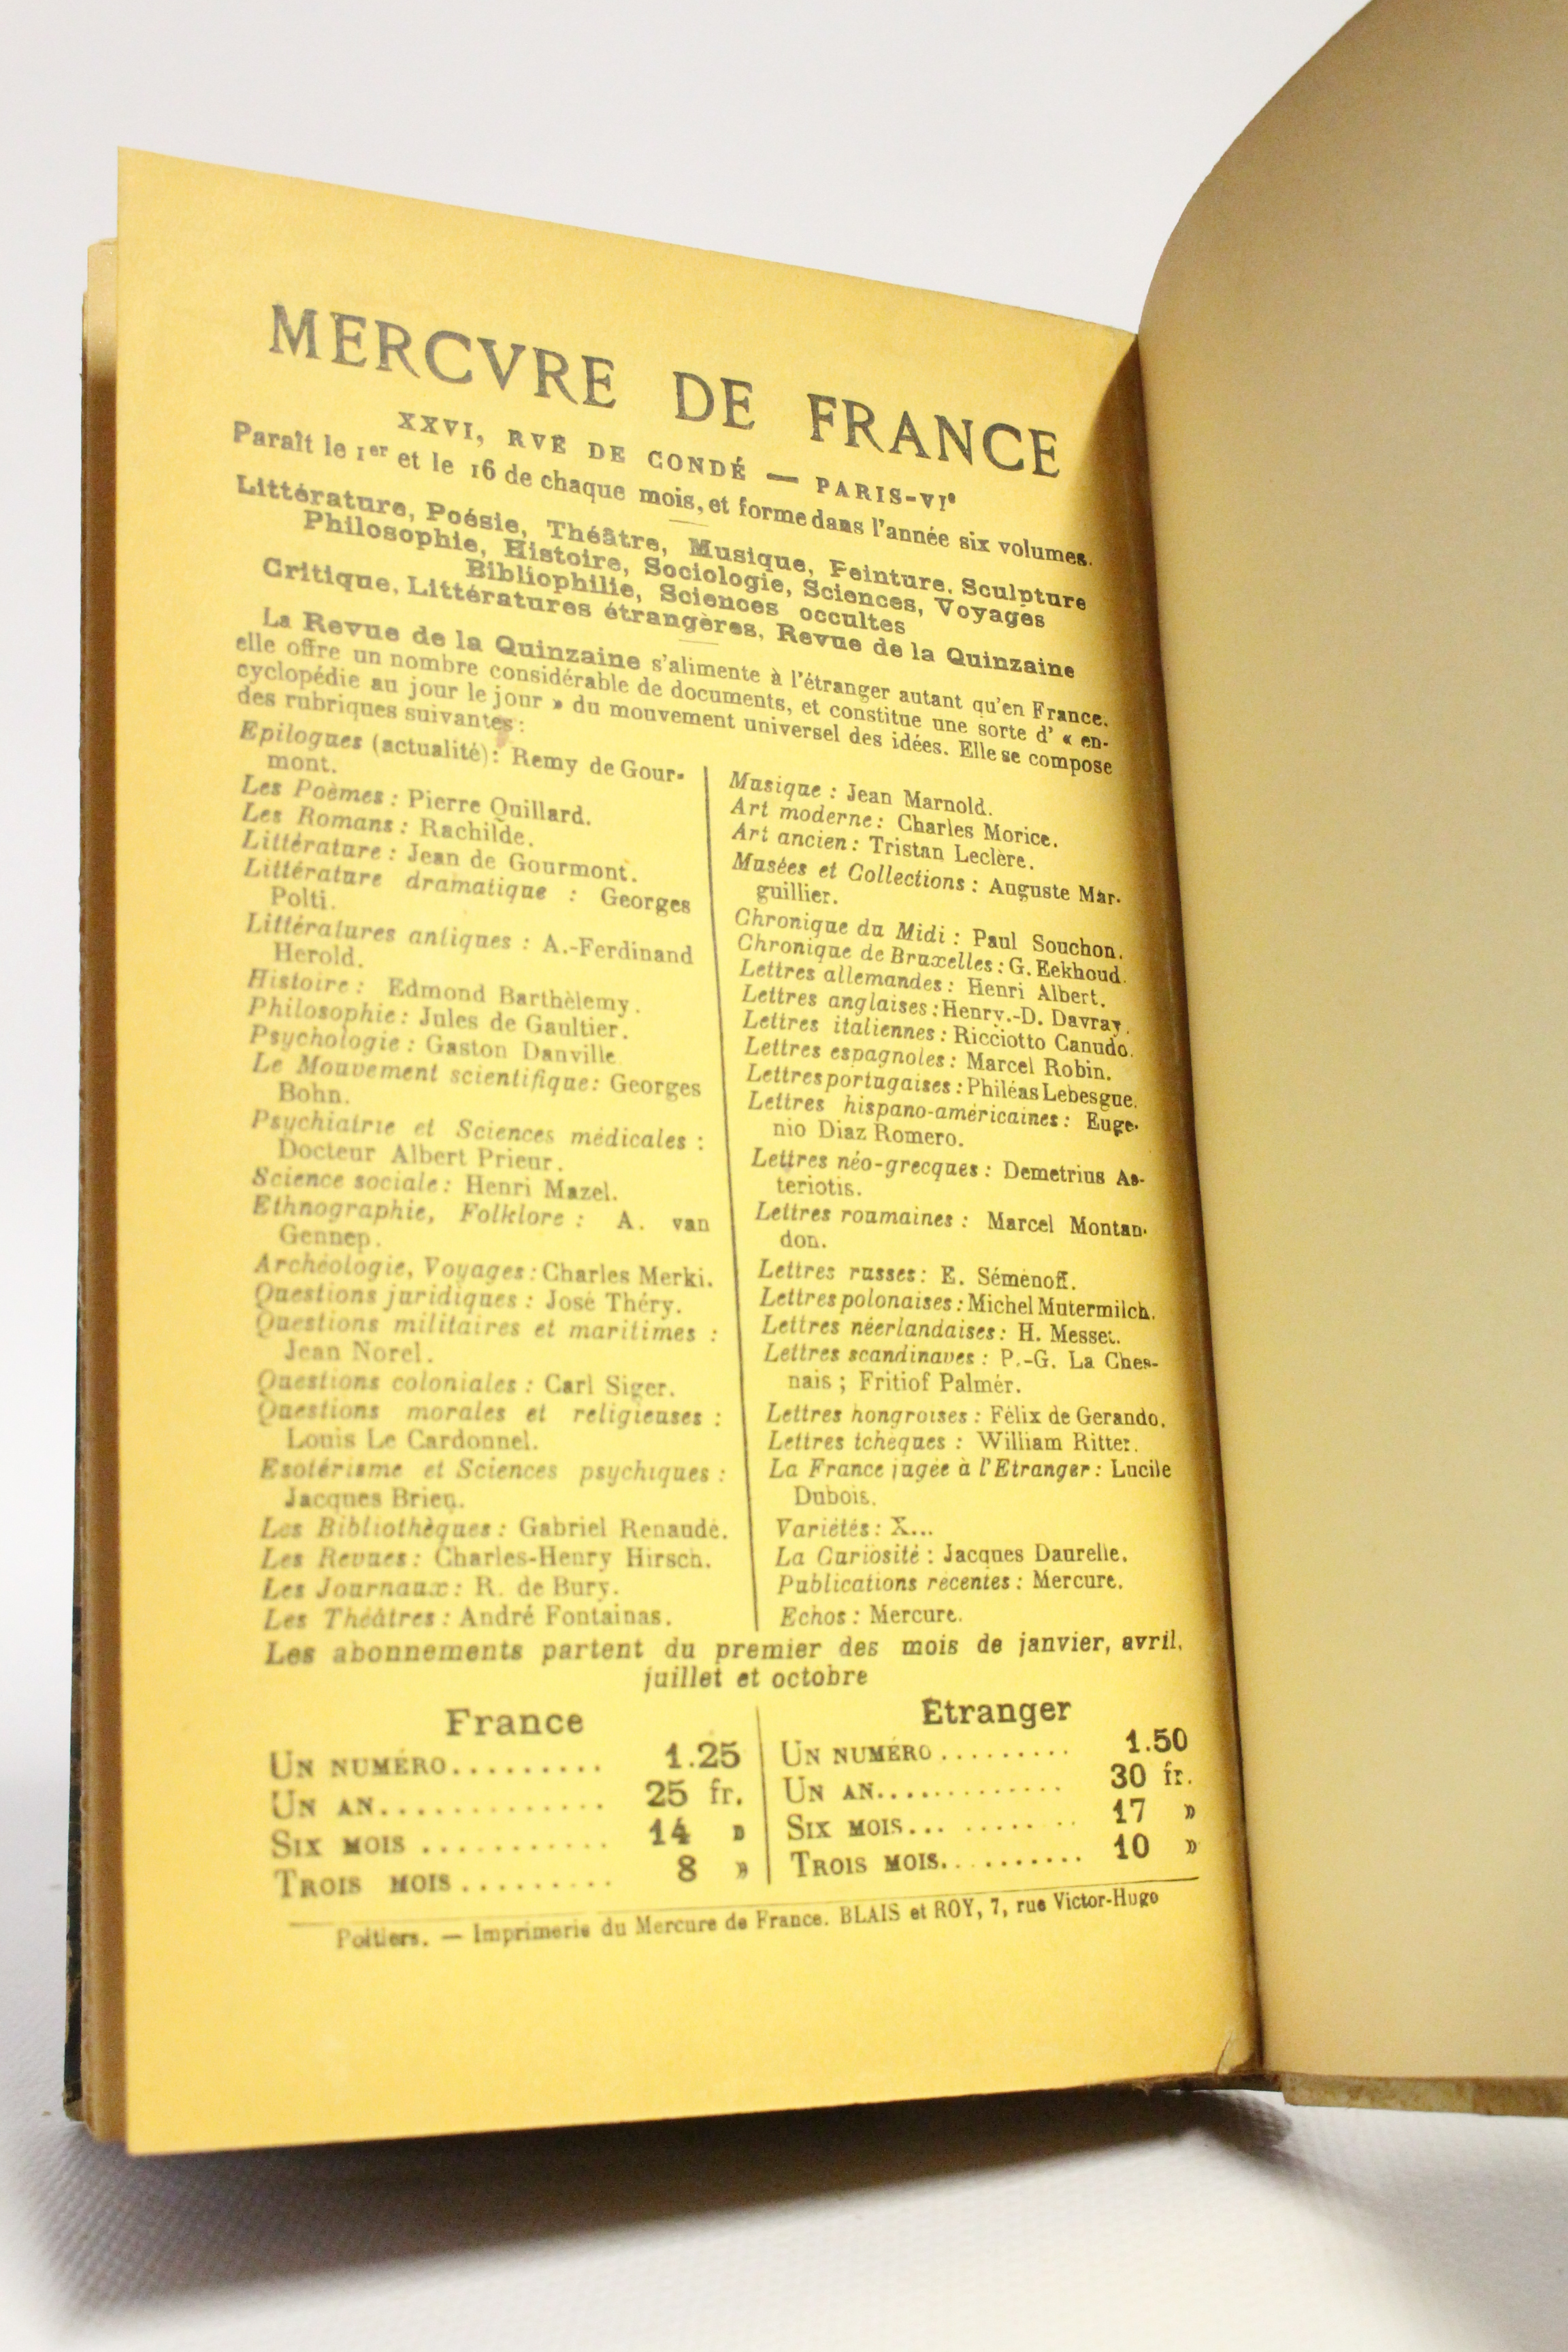 MERCVRE DE FRANCE
XXVI, RVE DE CONDÉ — PARIS-VIe
Paraît le 1er et le 16 de chaque mois, et forme dans l'année six volumes.
Littérature, Poésie, Théâtre, Musique, Peinture, Sculpture
Philosophie, Histoire, Sociologie, Sciences, Voyages
Bibliophilie, Sciences occultes
Critique, Littératures étrangères, Revue de la Quinzaine
La Revue de la Quinzaine s'alimente à l'étranger autant qu'en France.
elle offre un nombre considérable de documents, et constitue une sorte d' « en-
cyclopédie au jour le jour » du mouvement universel des idées. Elle se compose
des rubriques suivantes :
Epilogues (actualité): Remy de Gour-
mont.
Les Poèmes : Pierre Quillard.
Les Romans : Rachilde.
Littérature : Jean de Gourmont.
Littérature dramatique : Georges
Polti.
Littératures antiques : A.-Ferdinand
Herold.
Histoire : Edmond Barthèlemy.
Philosophie : Jules de Gaultier.
Psychologie : Gaston Danville
Le Mouvement scientifique: Georges
Bohn.
Psychiatrie et Sciences médicales :
Docteur Albert Prieur.
Science sociale : Henri Mazel.
Ethnographie, Folklore : A. van
Gennep.
Archéologie, Voyages : Charles Merki.
Questions juridiques : José Théry.
Questions militaires et maritimes :
Jean Norel.
Questions coloniales : Carl Siger.
Questions morales et religieuses :
Louis Le Cardonnel.
Esotérisme et Sciences psychiques :
Jacques Brieu.
Les Bibliothèques : Gabriel Renaudé.
Les Revues : Charles-Henry Hirsch.
Les Journaux : R. de Bury.
Les Théâtres : André Fontainas.
Musique : Jean Marnold.
Art moderne : Charles Morice.
Art ancien : Tristan Leclère.
Musées et Collections : Auguste Mar-
guillier.
Chronique du Midi : Paul Souchon.
Chronique de Bruxelles : G. Eekhoud.
Lettres allemandes : Henri Albert.
Lettres anglaises : Henry.-D. Davray.
Lettres italiennes : Ricciotto Canudo.
Lettres espagnoles : Marcel Robin.
Lettres portugaises : Philéas Lebesgue.
Lettres hispano-américaines : Euge-
nio Diaz Romero.
Lettres néo-grecques : Demetrius As-
teriotis.
Lettres roumaines : Marcel Montan-
don.
Lettres russes : E. Séménoff.
Lettres polonaises : Michel Mutermilch.
Lettres néerlandaises : H. Messet.
Lettres scandinaves : P.-G. La Ches-
nais ; Fritiof Palmér.
Lettres hongroises : Félix de Gerando.
Lettres tchèques : William Ritter.
La France jugée à l'Etranger : Lucile
Dubois.
Variétés : X...
La Curiosité : Jacques Daurelle.
Publications récentes : Mercure.
Echos : Mercure.
Les abonnements partent du premier des mois de janvier, avril,
juillet et octobre
France
UN NUMÉRO......... 1.25
UN AN............. 25 fr.
SIX MOIS ........... 14 »
TROIS MOIS......... 8 »
Étranger
UN NUMÉRO......... 1.50
UN AN............. 30 fr.
SIX MOIS... ........ 17 »
TROIS MOIS.......... 10 »
Poitiers. — Imprimerie du Mercure de France. BLAIS et ROY, 7, rue Victor-Hugo